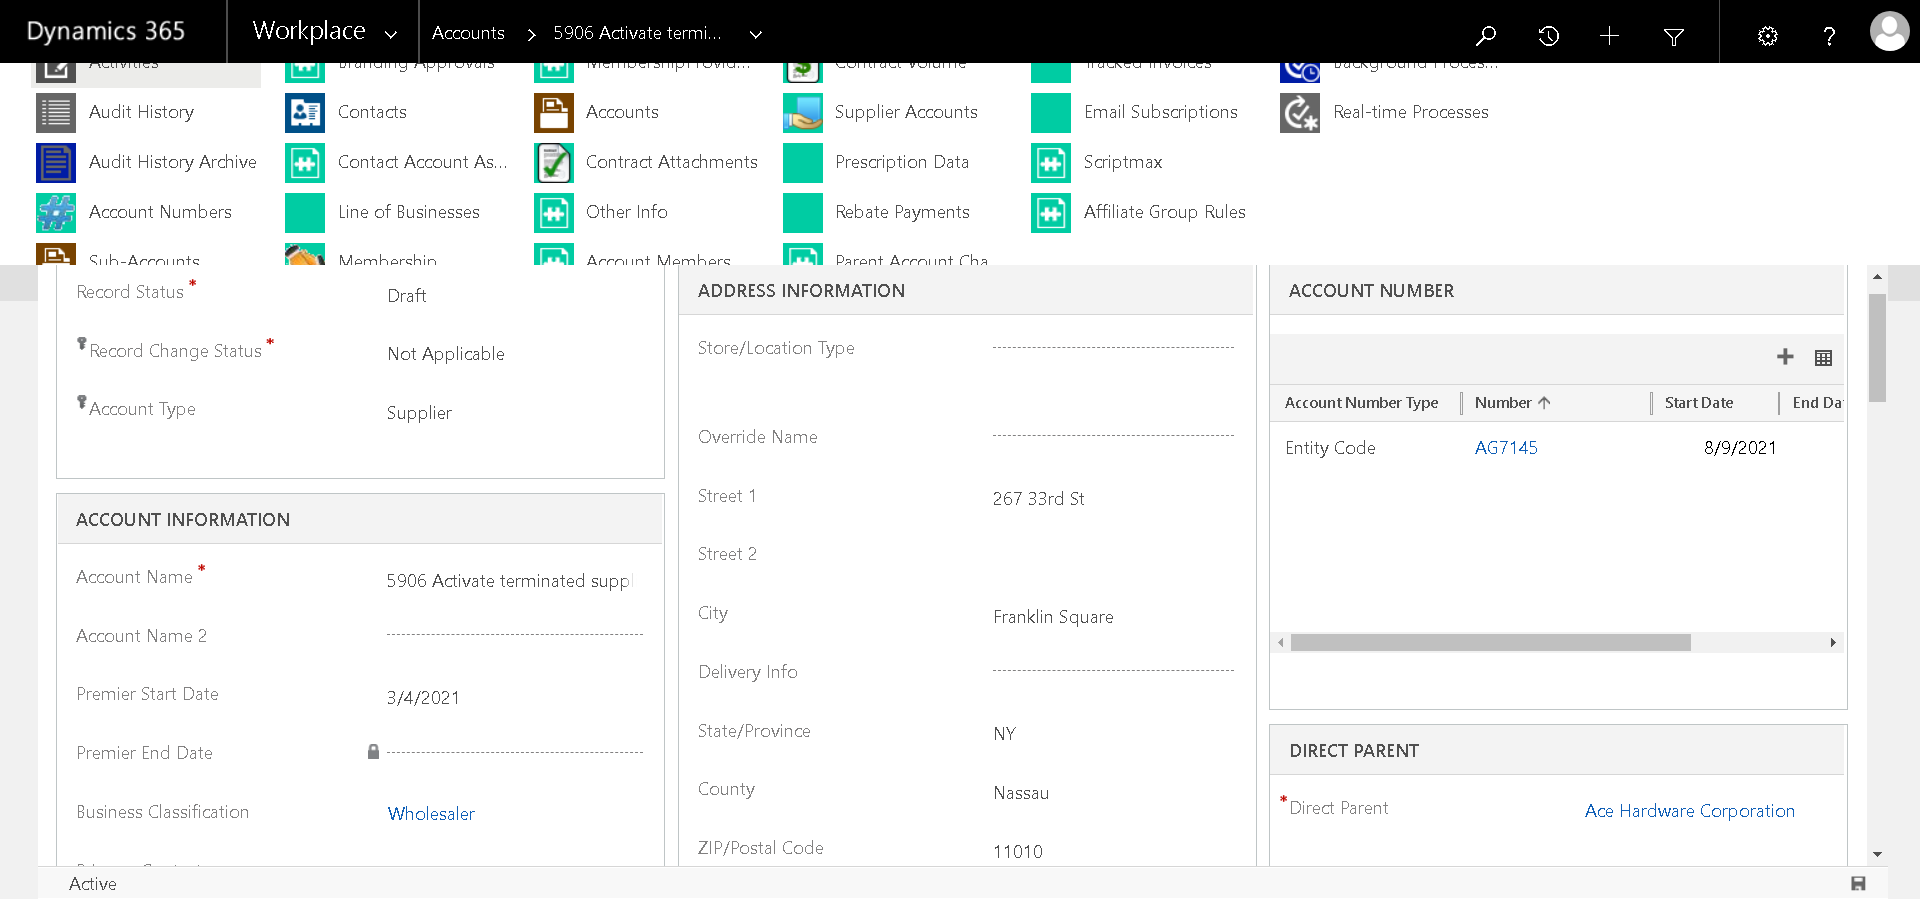 Dynamics 365
Workplace
Accounts
5906 Activate termi...
Activities
Branding Approvals
MembershipProvid...
Contract Volume
Tracked Invoices
Background Proces...
Audit History
Contacts
Accounts
Supplier Accounts
Email Subscriptions
Real-time Processes
Audit History Archive
Contact Account As...
Contract Attachments
Prescription Data
Scriptmax
Account Numbers
Line of Businesses
Other Info
Rebate Payments
Affiliate Group Rules
Sub-Accounts
Membership
Account Members
Parent Account Cha
Record Status *
Draft
Record Change Status *
Not Applicable
Account Type
Supplier
ACCOUNT INFORMATION
Account Name *
5906 Activate terminated suppl
Account Name 2
Premier Start Date
3/4/2021
Premier End Date
Business Classification
Wholesaler
ADDRESS INFORMATION
Store/Location Type
Override Name
Street 1
267 33rd St
Street 2
City
Franklin Square
Delivery Info
State/Province
NY
County
Nassau
ZIP/Postal Code
11010
ACCOUNT NUMBER
Account Number Type
Number
Start Date
End Da
Entity Code
AG7145
8/9/2021
DIRECT PARENT
* Direct Parent
Ace Hardware Corporation
Active